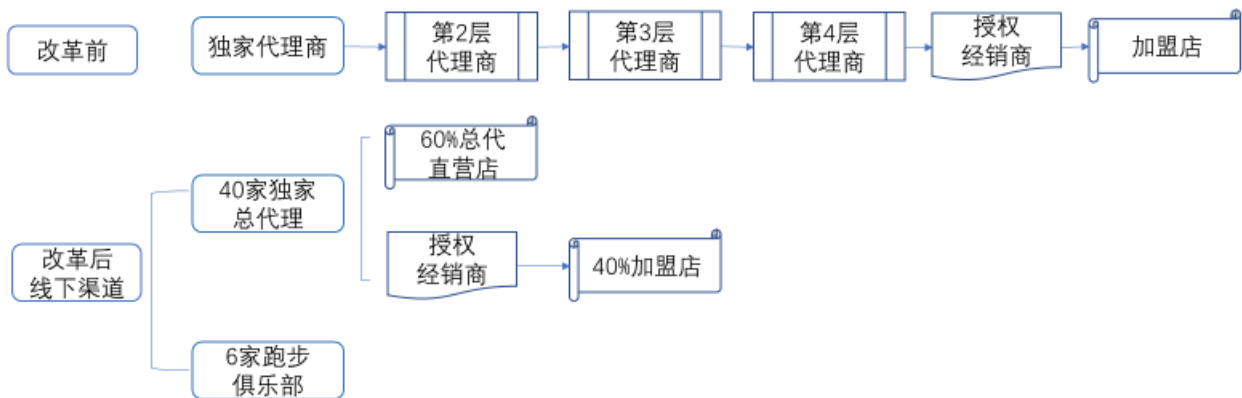 改革前
独家代理商
第2层
代理商
第3层
代理商
第4层
代理商
授权
经销商
加盟店
改革后
线下渠道
40家独家
总代理
60%总代
直营店
授权
经销商
40%加盟店
6家跑步
俱乐部